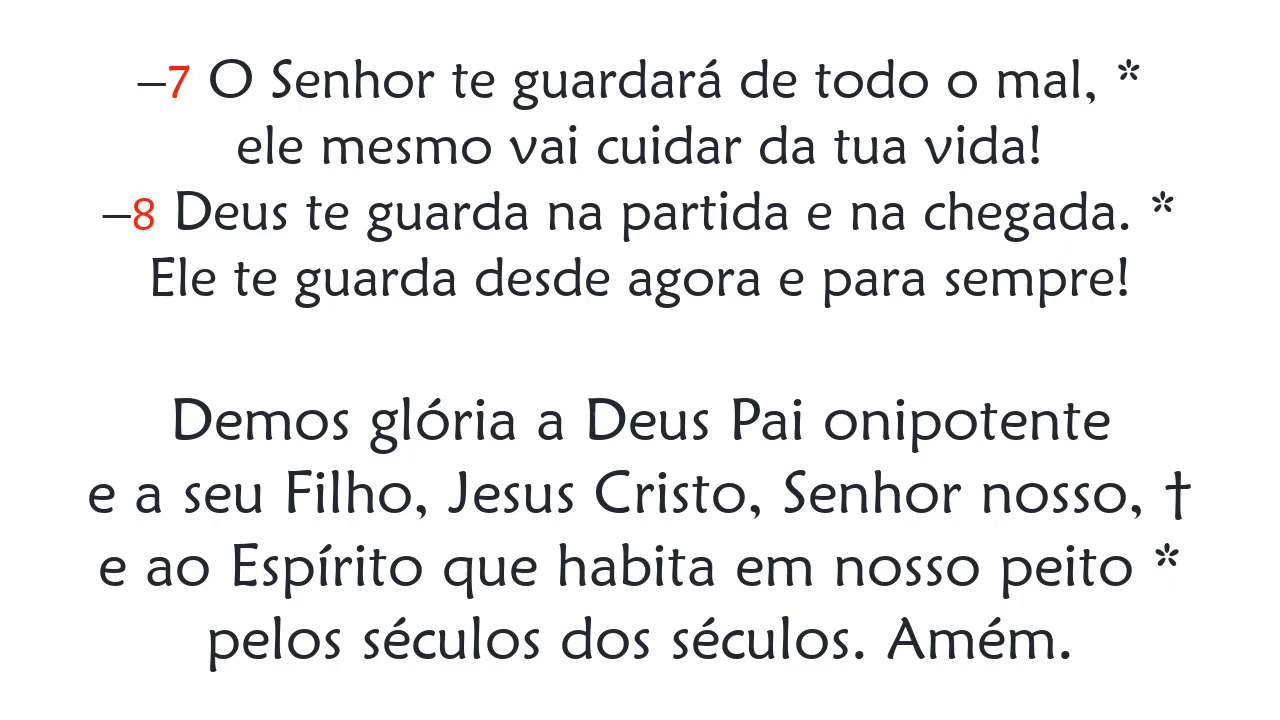 –7 O Senhor te guardará de todo o mal, *
ele mesmo vai cuidar da tua vida!
–8 Deus te guarda na partida e na chegada. *
Ele te guarda desde agora e para sempre!
Demos glória a Deus Pai onipotente
e a seu Filho, Jesus Cristo, Senhor nosso, †
e ao Espírito que habita em nosso peito *
pelos séculos dos séculos. Amém.